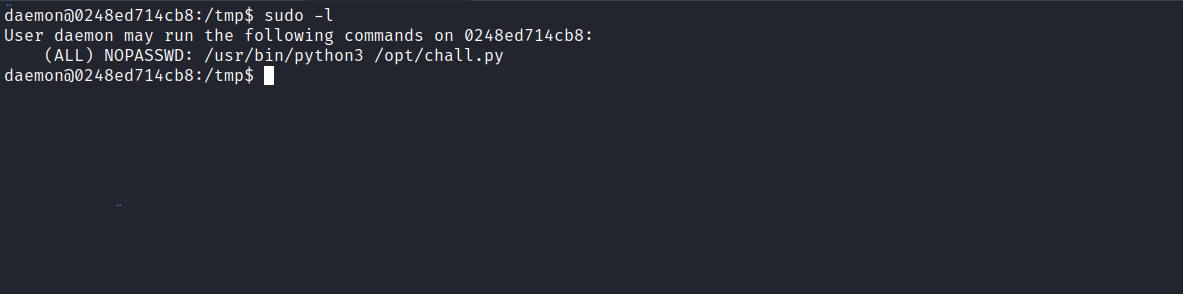 daemon@0248ed714cb8:/tmp$ sudo -l
User daemon may run the following commands on 0248ed714cb8:
    (ALL) NOPASSWD: /usr/bin/python3 /opt/chall.py
daemon@0248ed714cb8:/tmp$